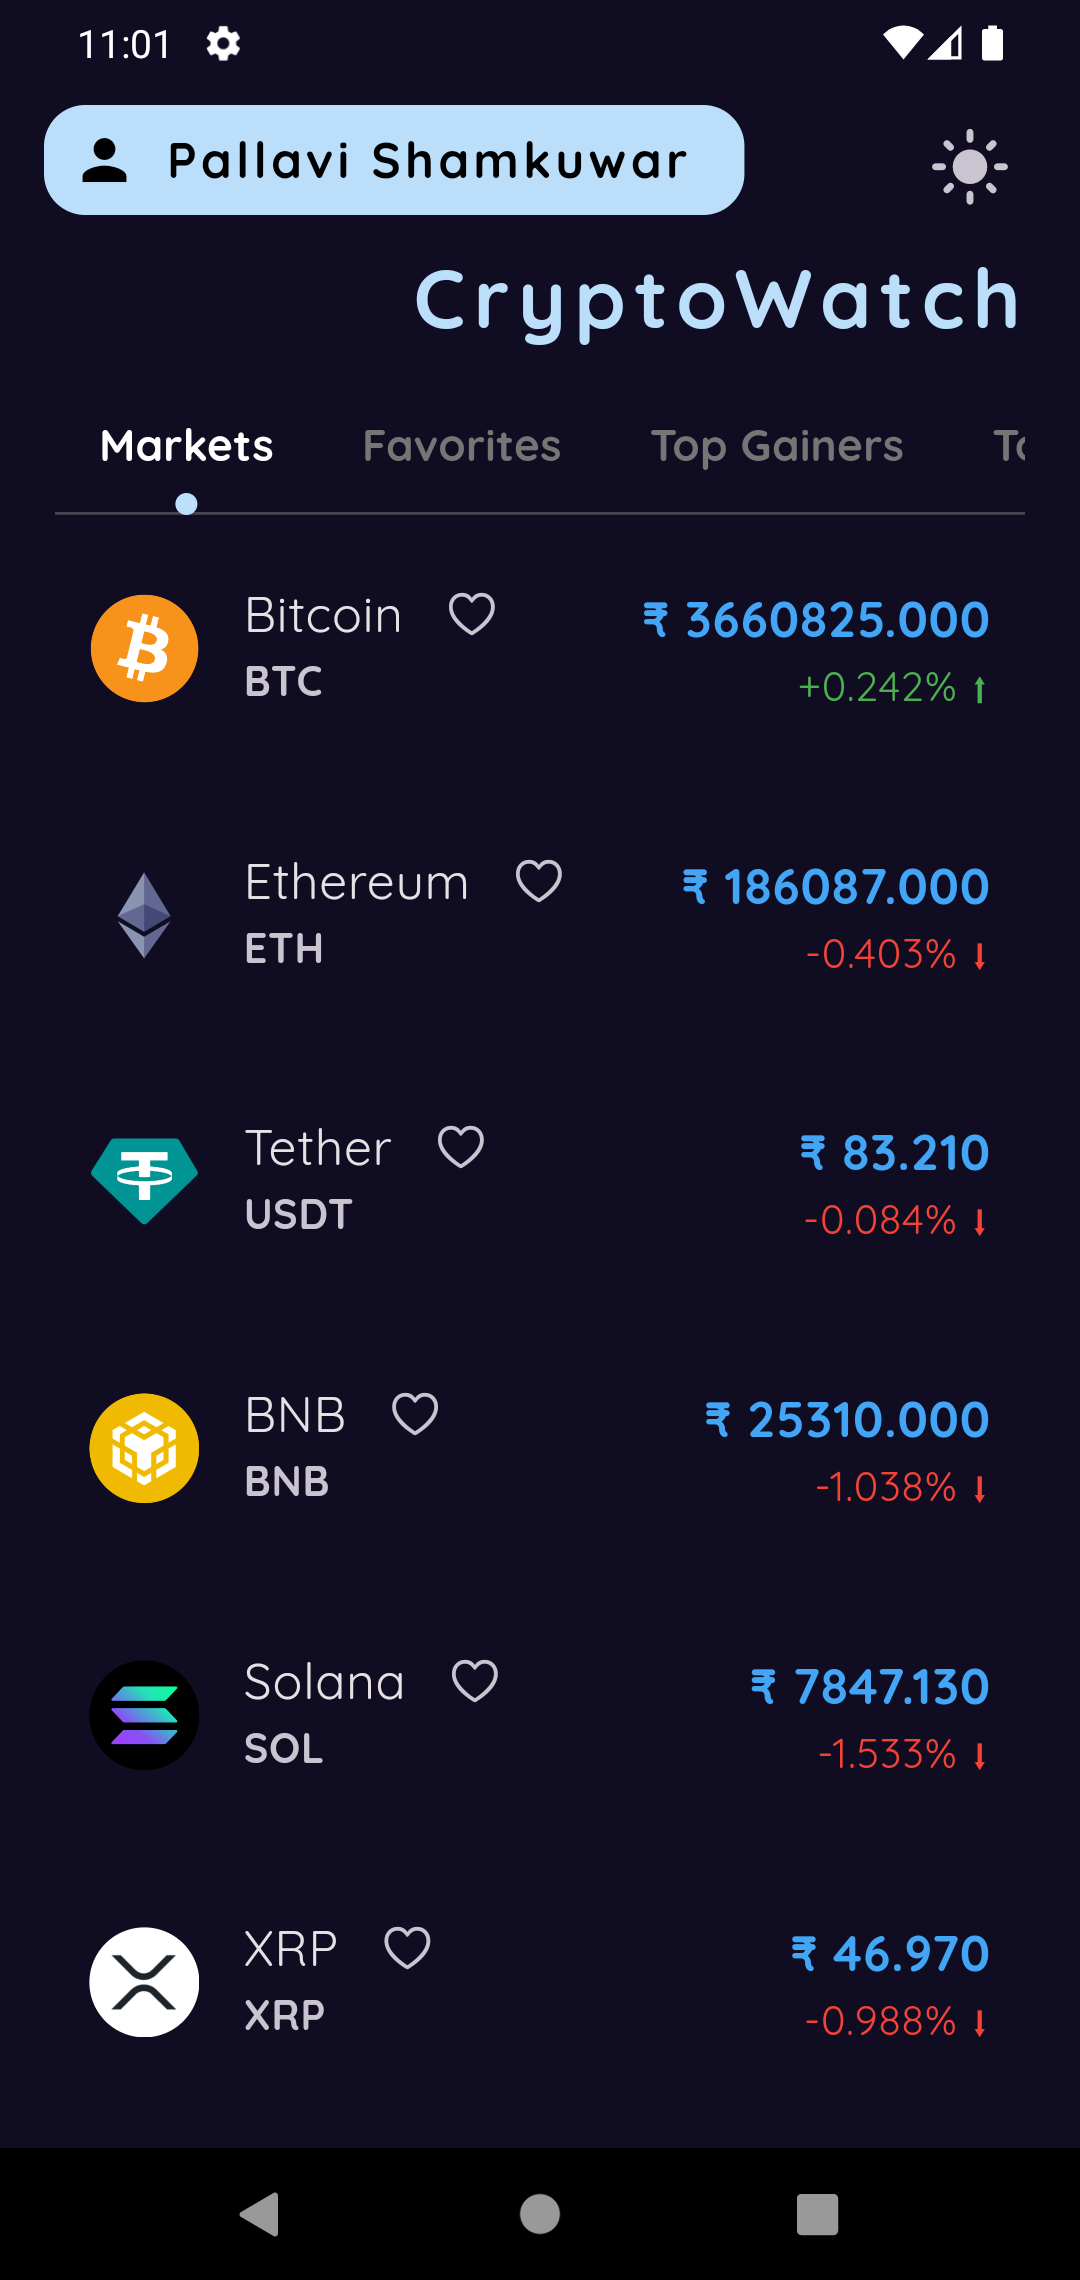 11:01
Pallavi Shamkuwar
CryptoWatch
Markets Favorites Top Gainers
Bitcoin ₹ 3660825.000
BTC +0.242%
Ethereum ₹ 186087.000
ETH -0.403%
Tether ₹ 83.210
USDT -0.084%
BNB ₹ 25310.000
BNB -1.038%
Solana ₹ 7847.130
SOL -1.533%
XRP ₹ 46.970
XRP -0.988%